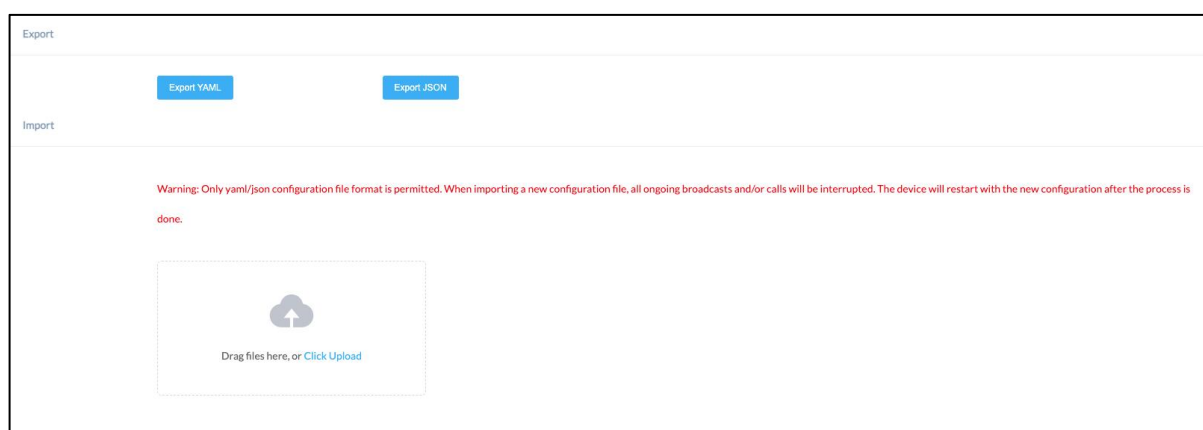 Export
Export YAML
Export JSON
Import
Warning: Only yaml/json configuration file format is permitted. When importing a new configuration file, all ongoing broadcasts and/or calls will be interrupted. The device will restart with the new configuration after the process is
done.
Drag files here, or Click Upload